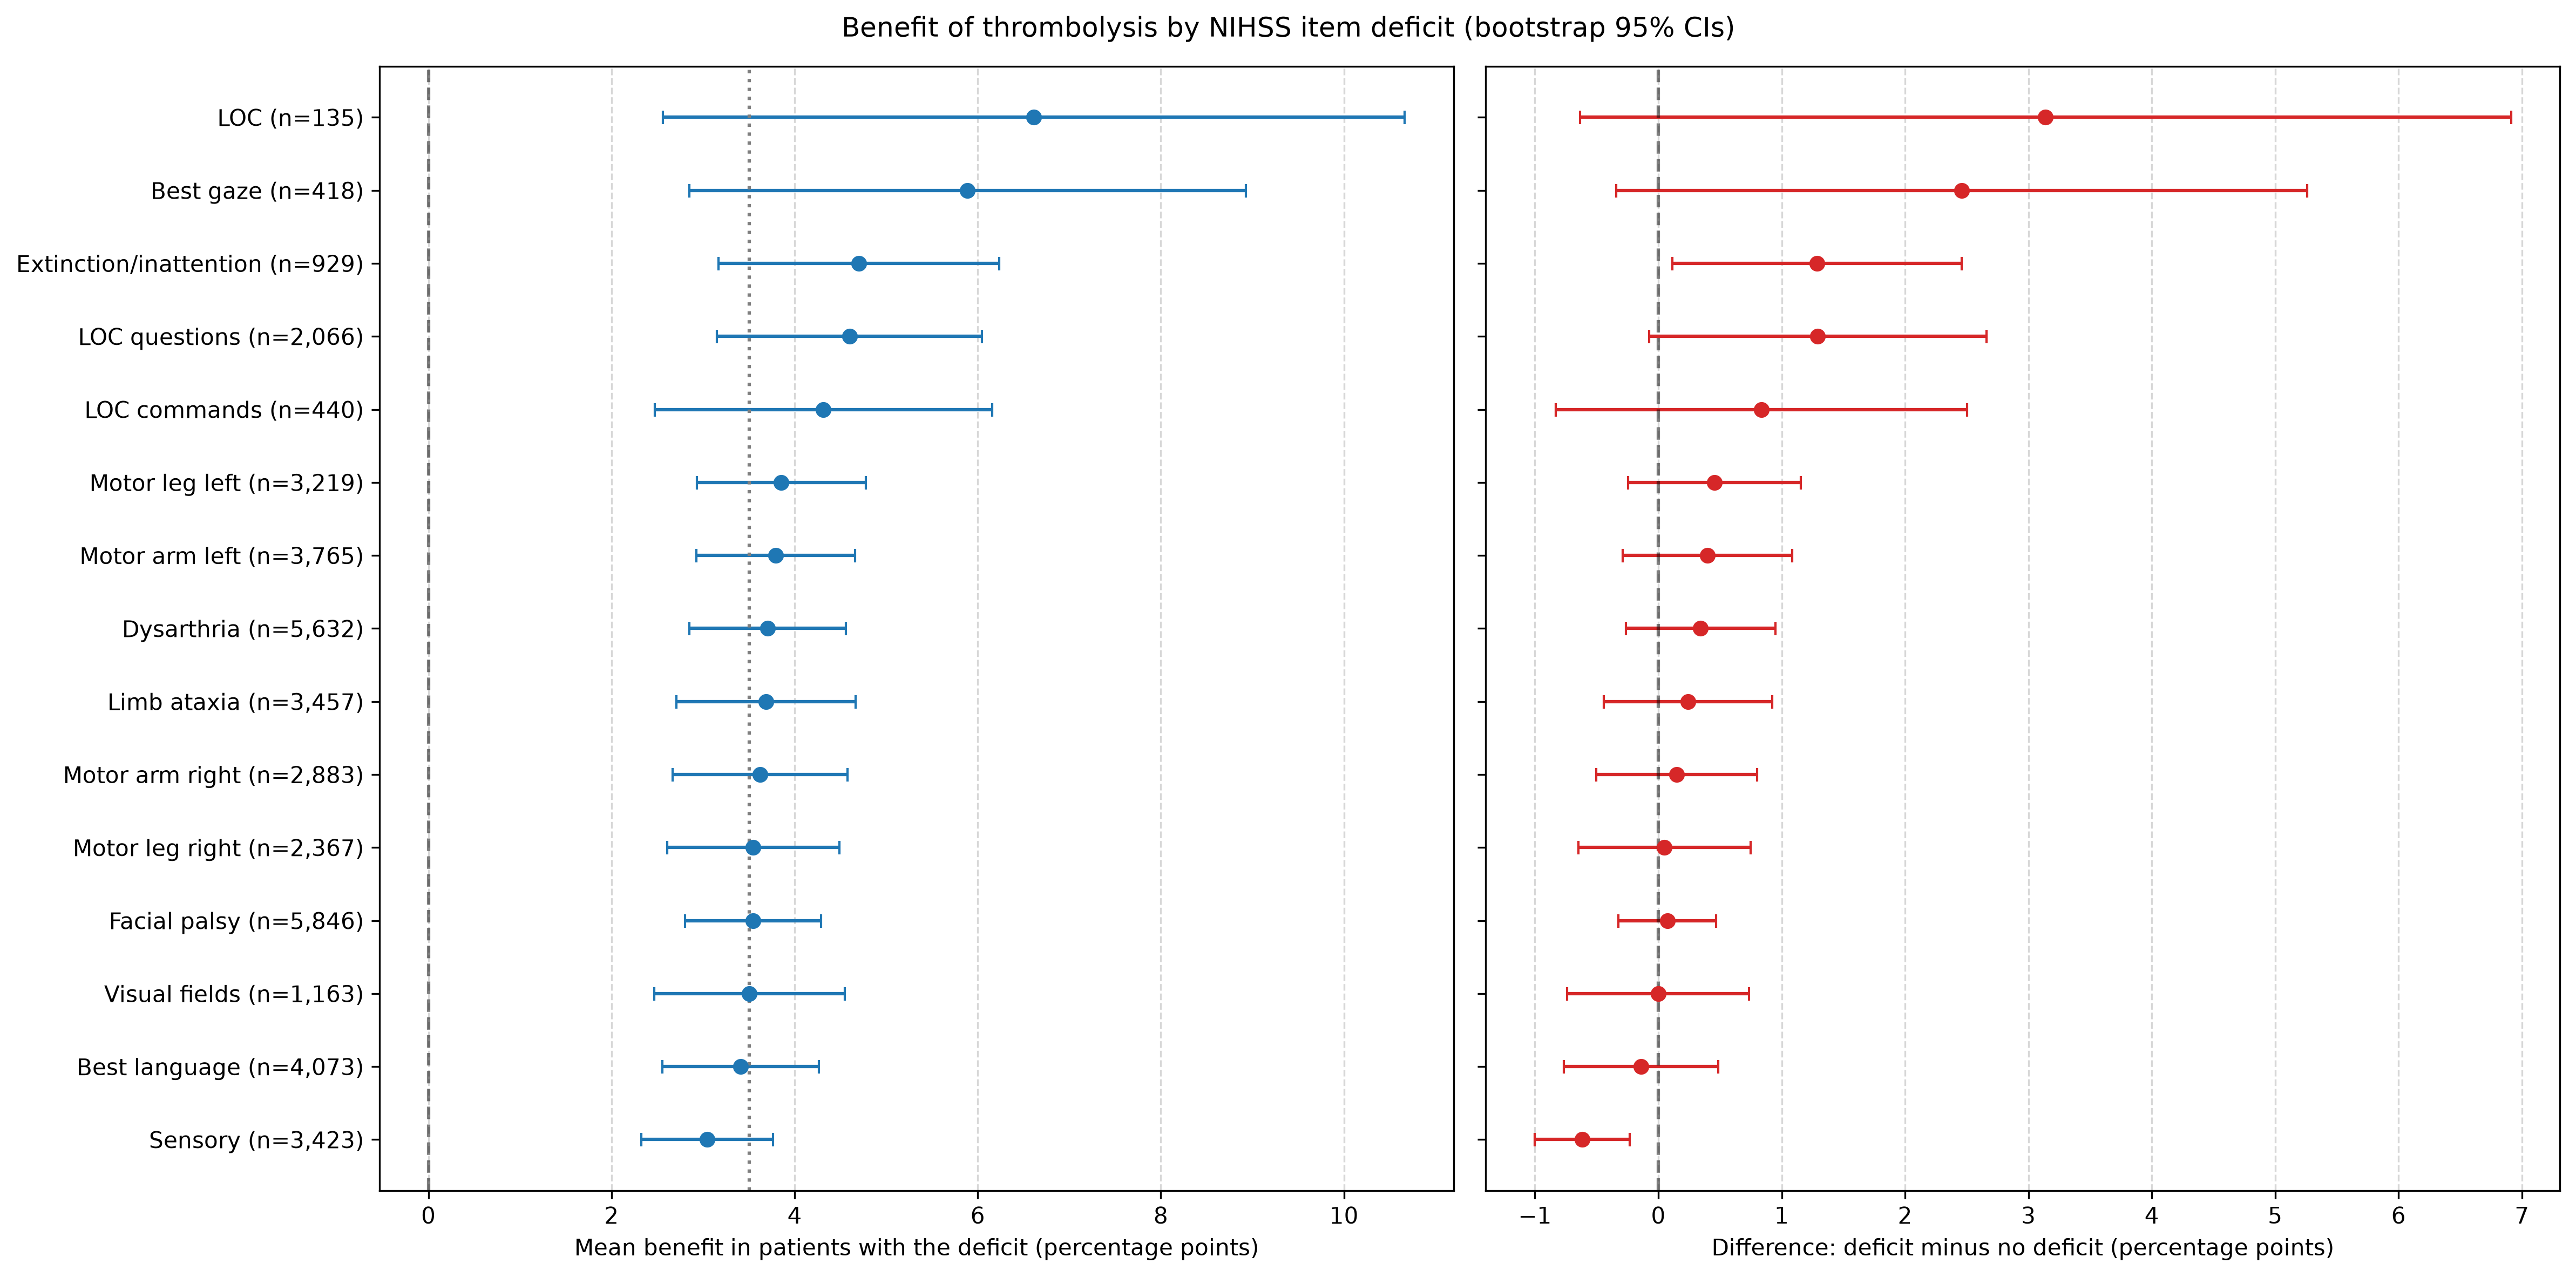 Benefit of thrombolysis by NIHSS item deficit (bootstrap 95% CIs)
LOC (n=135)
Best gaze (n=418)
Extinction/inattention (n=929)
LOC questions (n=2,066)
LOC commands (n=440)
Motor leg left (n=3,219)
Motor arm left (n=3,765)
Dysarthria (n=5,632)
Limb ataxia (n=3,457)
Motor arm right (n=2,883)
Motor leg right (n=2,367)
Facial palsy (n=5,846)
Visual fields (n=1,163)
Best language (n=4,073)
Sensory (n=3,423)
0 2 4 6 8 10
Mean benefit in patients with the deficit (percentage points)
−1 0 1 2 3 4 5 6 7
Difference: deficit minus no deficit (percentage points)